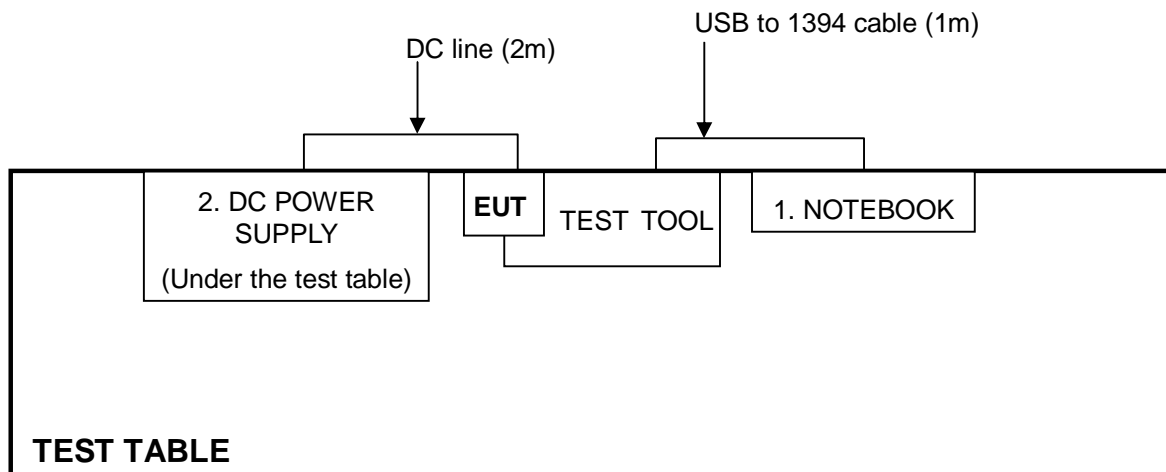 USB to 1394 cable (1m)
DC line (2m)
2. DC POWER
SUPPLY
(Under the test table)
EUT
TEST TOOL
1. NOTEBOOK
TEST TABLE